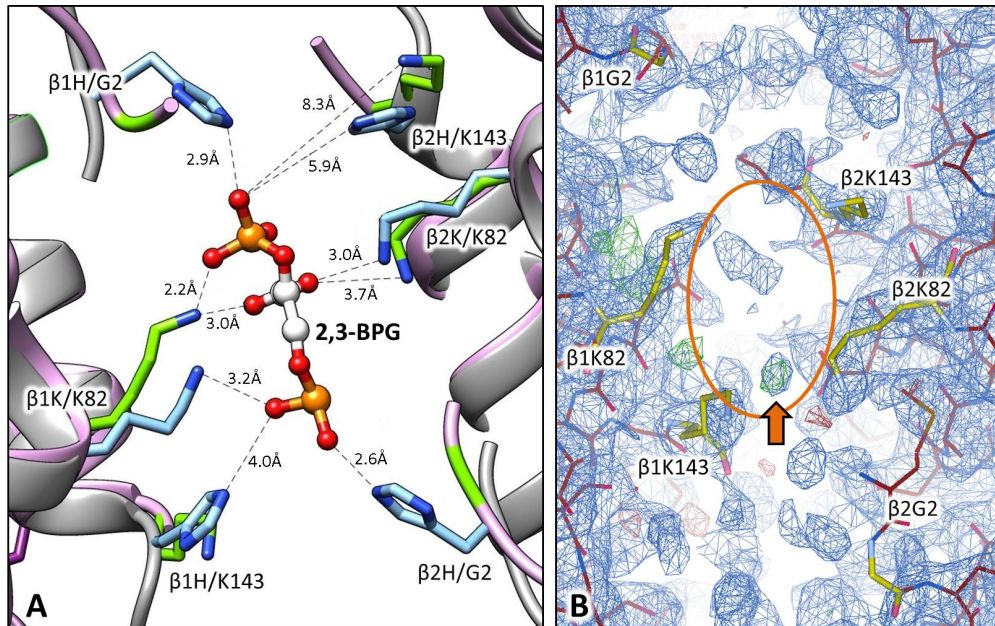 β1H/G2
8.3Å
β2H/K143
2.9Å
5.9Å
β2K/K82
3.0Å
2.2Å
3.7Å
3.0Å
2,3-BPG
β1K/K82
3.2Å
4.0Å
2.6Å
β1H/K143
β2H/G2
A
β1G2
β2K143
β2K82
β1K82
β1K143
β2G2
B